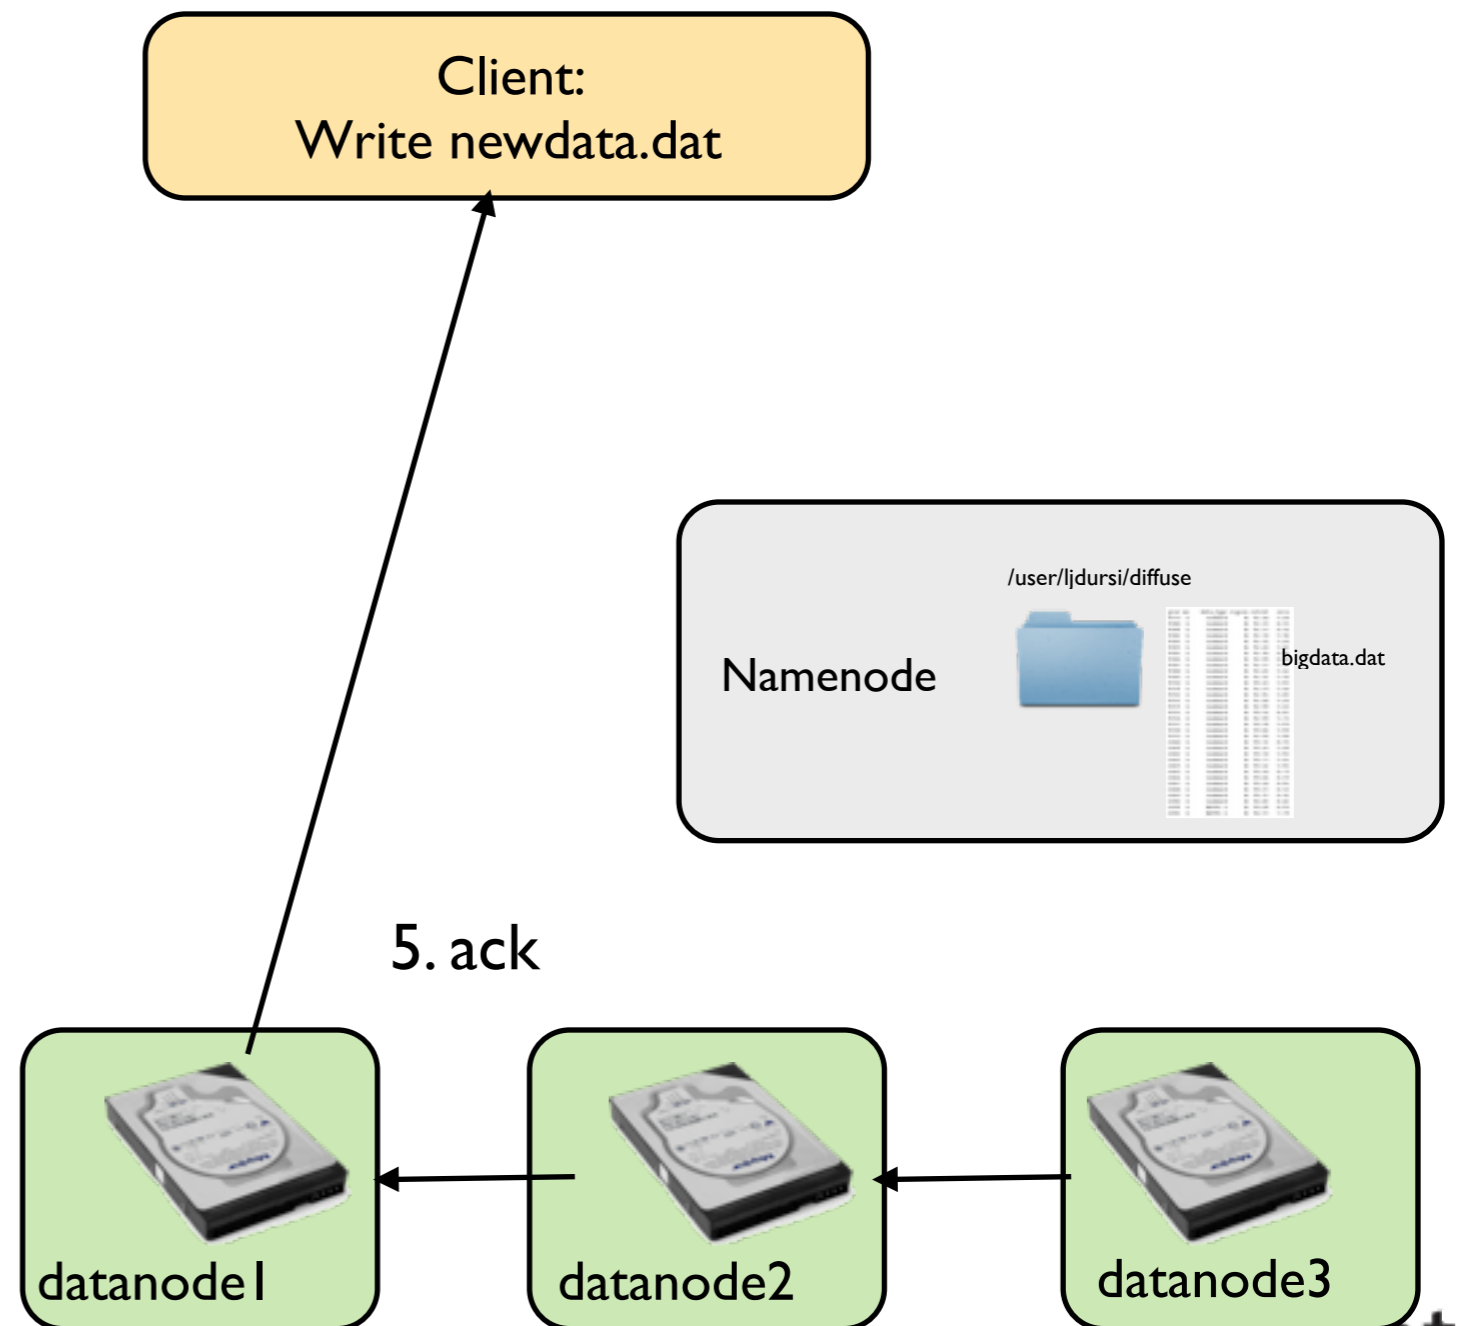 Client:
Write newdata.dat
/user/ljdursi/diffuse
Namenode
bigdata.dat
5. ack
datanode1
datanode2
datanode3